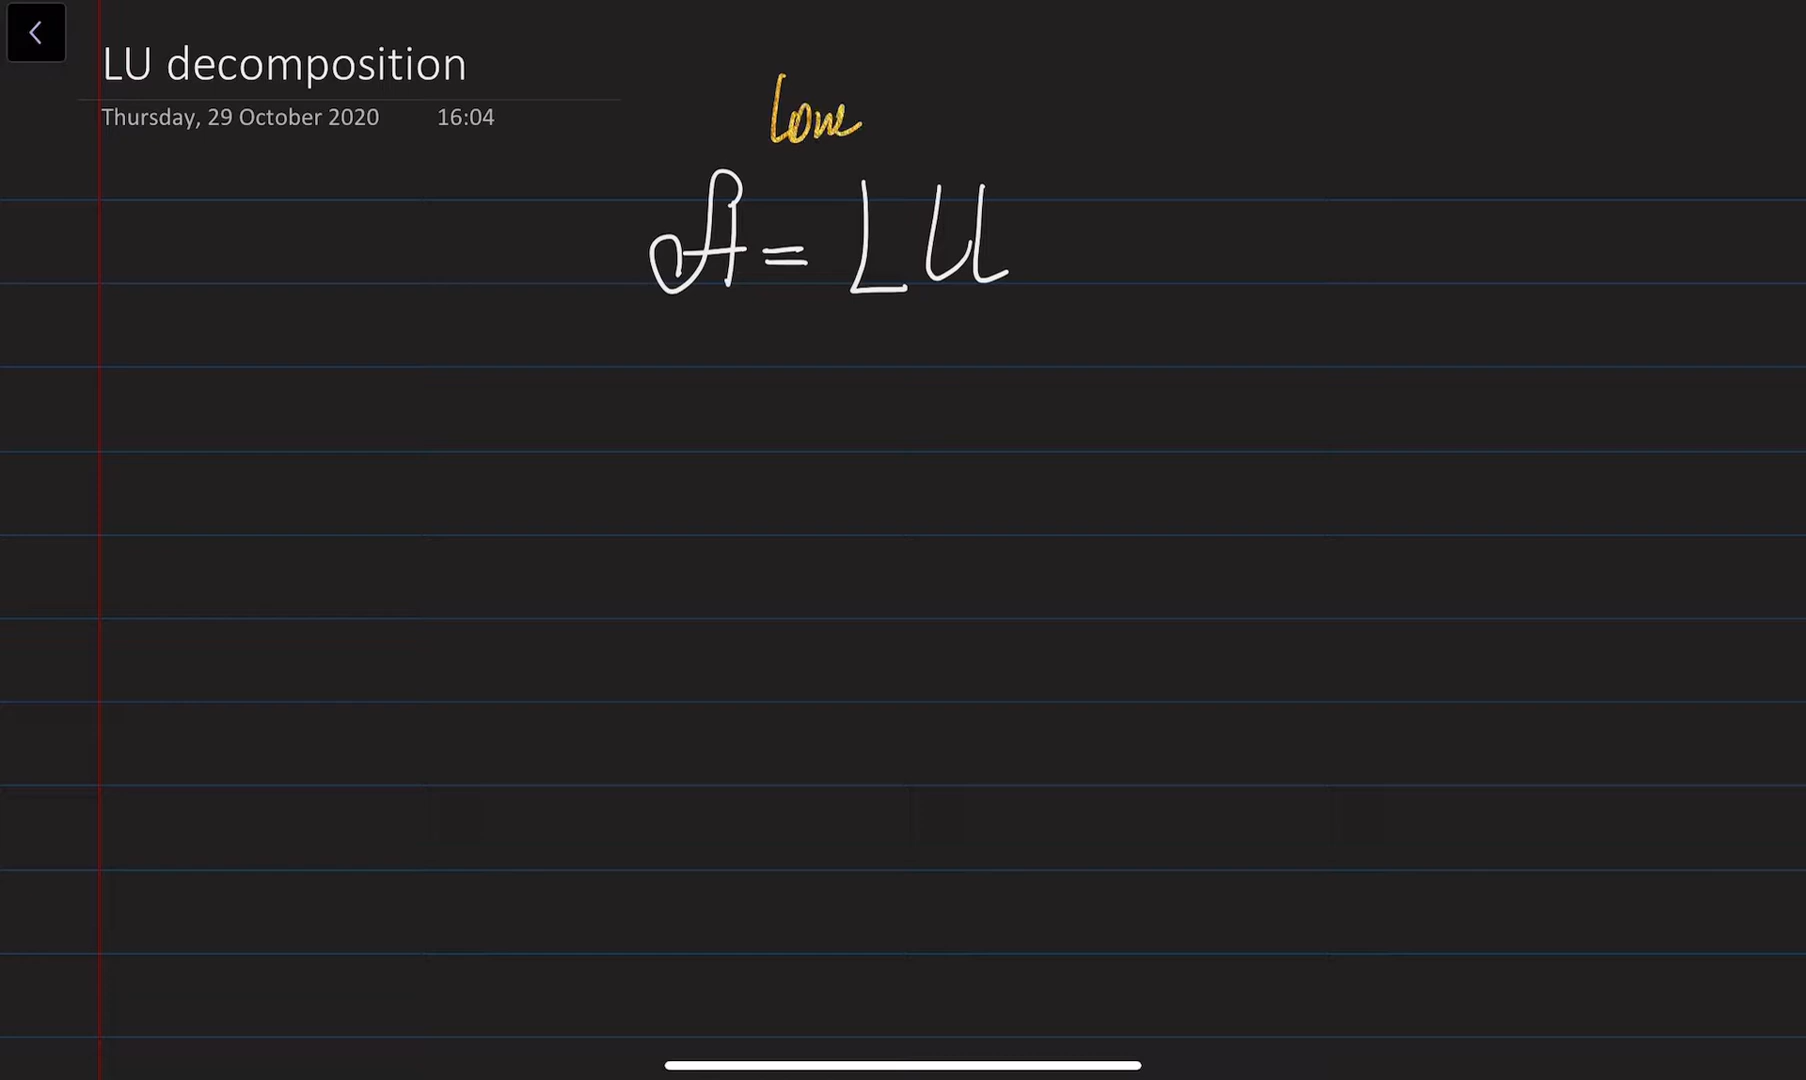 LU decomposition
Thursday, 29 October 2020 16:04
Lowe
A = LU